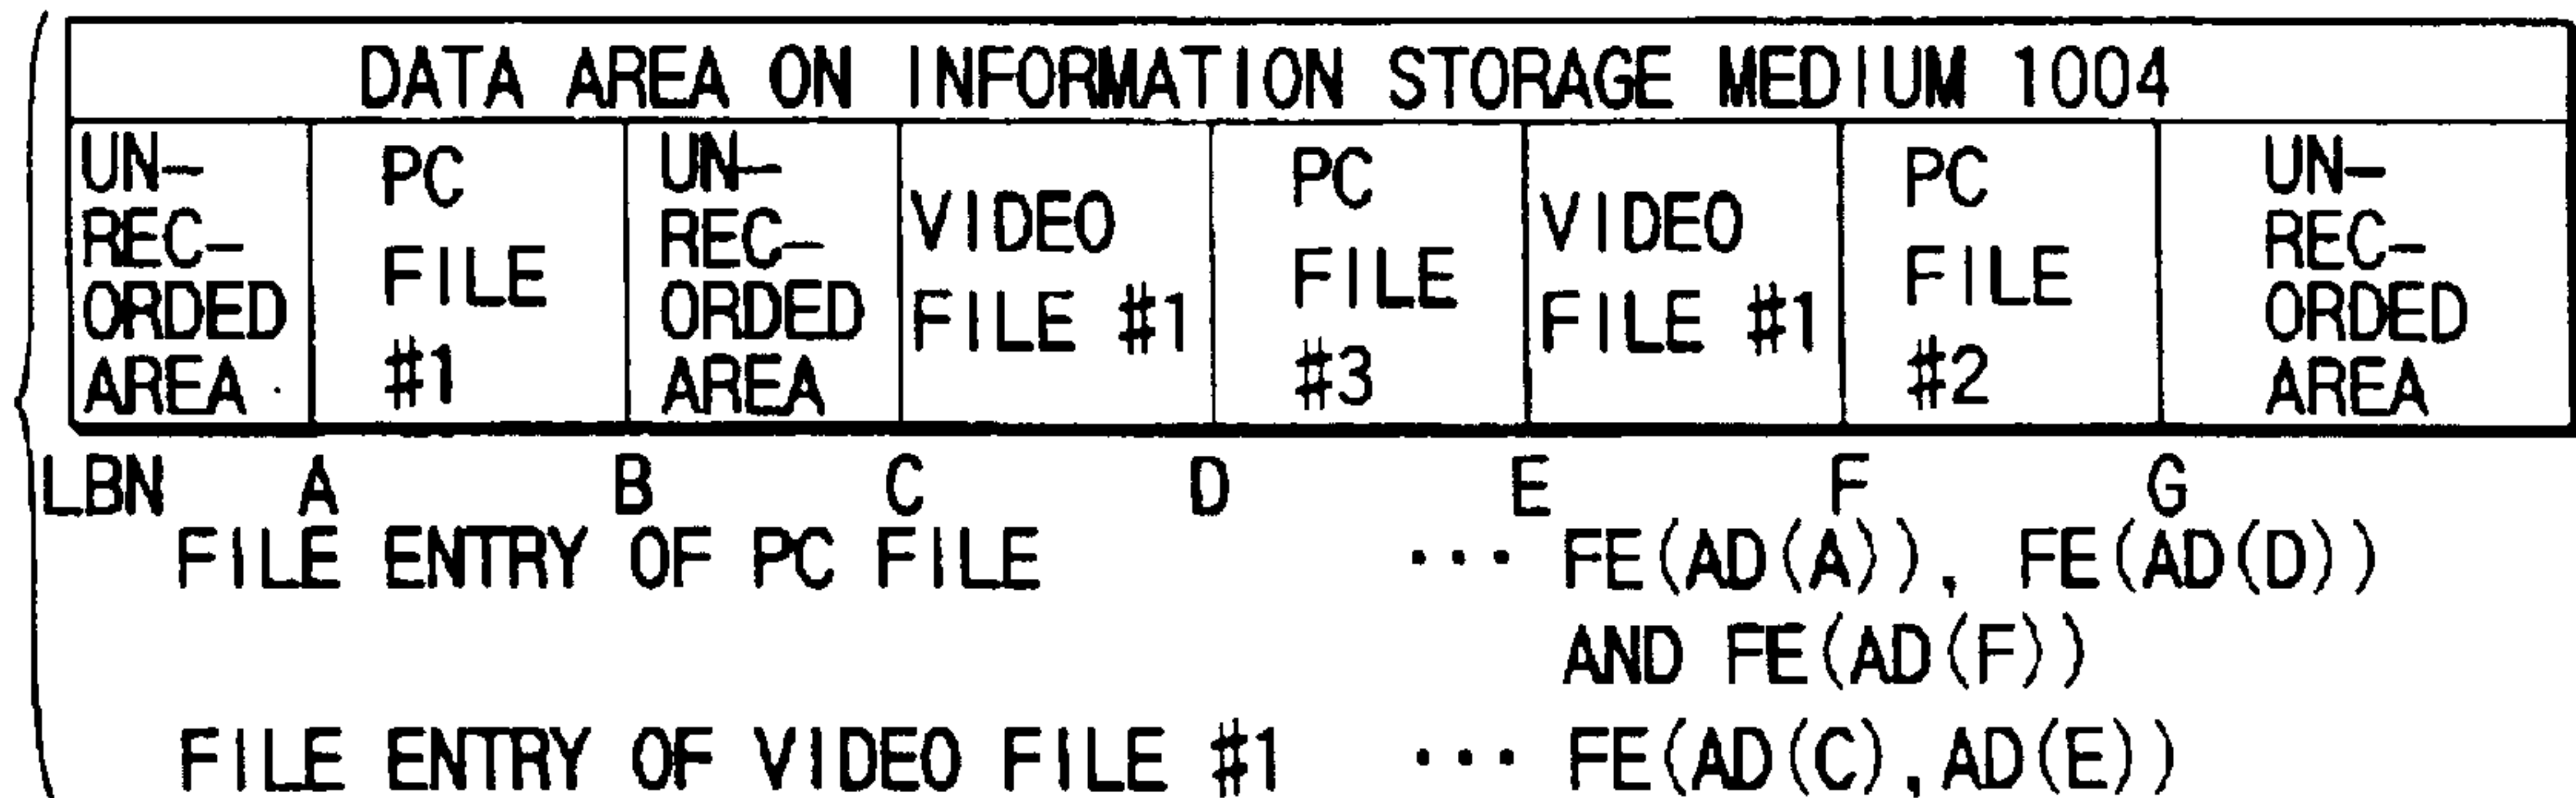 DATA AREA ON INFORMATION STORAGE MEDIUM 1004
UN-
REC-
ORDED
AREA
PC
FILE
#1
UN-
REC-
ORDED
AREA
VIDEO
FILE #1
PC
FILE
#3
VIDEO
FILE #1
PC
FILE
#2
UN-
REC-
ORDED
AREA
LBN A B C D E F G
FILE ENTRY OF PC FILE ··· FE(AD(A)), FE(AD(D))
AND FE(AD(F))
FILE ENTRY OF VIDEO FILE #1 ··· FE(AD(C),AD(E))